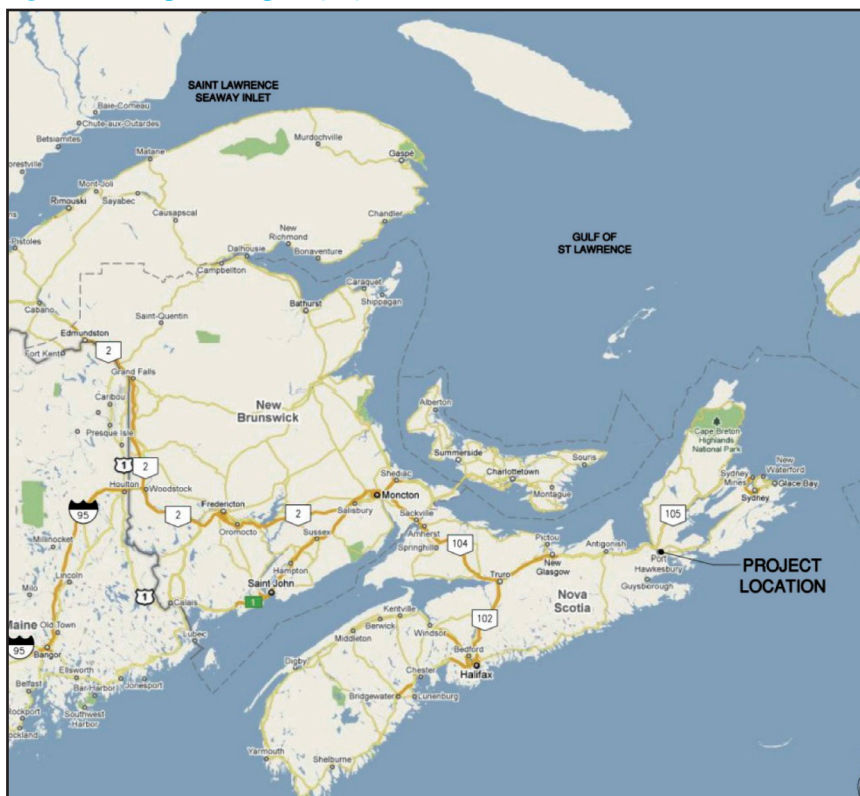 SAINT LAWRENCE
SEAWAY INLET
Baie-Comeau
Chute-aux-Outardes
Betsiamites
orestville
Murdochville
Matane
Gaspé
Mont-Joli
Sayabec
Rimouski
Causapscal
Chandler
-Pistoles
New
Richmond
Dalhousie
Bonaventure
Campbellton
GULF OF
ST LAWRENCE
Caraquet
Shippagan
Cabano
Saint-Quentin
Bathurst
Edmundston
2
Fort Kent
Grand Falls
Caribou
New
Brunswick
Alberton
Presque Isle
Cape Breton
Highlands
National Park
1
2
Summerside
Souris
Shediac
Charlottetown
Sydney
Mines
New
Waterford
Glace Bay
Sydney
Houlton
Woodstock
Moncton
Montague
95
Fredericton
2
2
Salisbury
Sackville
105
Oromocto
Sussex
Amherst
Pictou
Millinocket
Springhill
104
Antigonish
Hampton
New
Glasgow
Port
Hawkesbury
PROJECT
LOCATION
Lincoln
Saint John
Truro
Guysborough
Milo
1
Calais
1
Nova
Scotia
Kentville
102
Maine
Old Town
Lubec
Berwick
Windsor
Middleton
95
Bangor
Bedford
Digby
Chester
Halifax
Ellsworth
Belfast
Bar-Harbor
Jonesport
Bridgewater
Lunenburg
Rockport
Southwest
Harbor
ockland
Yarmouth
Shelburne